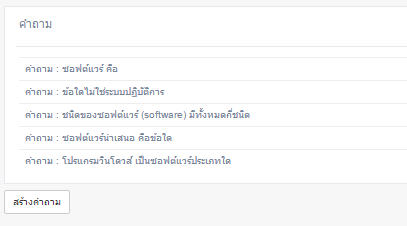 คำถาม
คำถาม : ซอฟต์แวร์ คือ
คำถาม : ข้อใดไม่ใช่ระบบปฏิบัติการ
คำถาม : ชนิดของซอฟต์แวร์ (software) มีทั้งหมดกี่ชนิด
คำถาม : ซอฟต์แวร์นำเสนอ คือข้อใด
คำถาม : โปรแกรมวินโดวส์ เป็นซอฟต์แวร์ประเภทใด
สร้างคำถาม